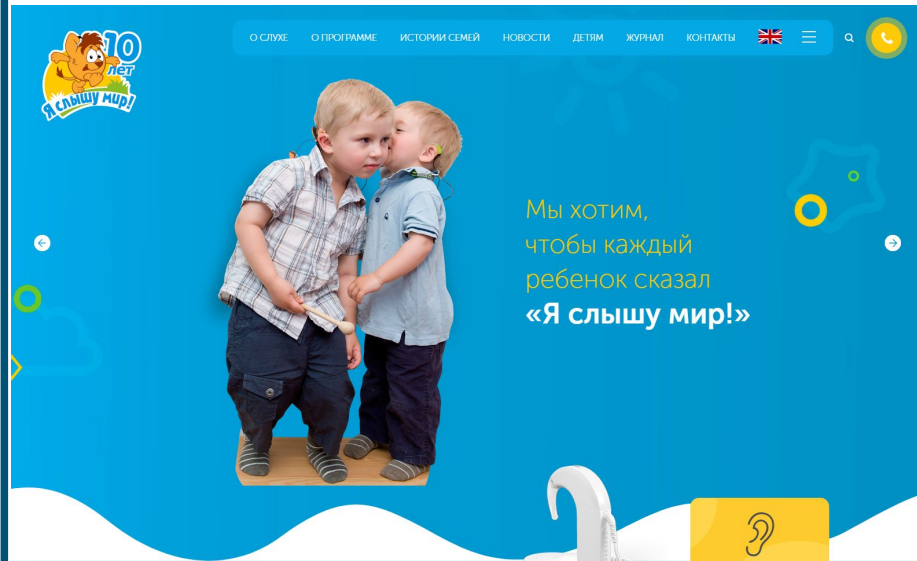 10
лет
Я слышу мир!
О СЛУХЕ О ПРОГРАММЕ ИСТОРИИ СЕМЕЙ НОВОСТИ ДЕТЯМ ЖУРНАЛ КОНТАКТЫ
Мы хотим,
чтобы каждый
ребенок сказал
«Я слышу мир!»